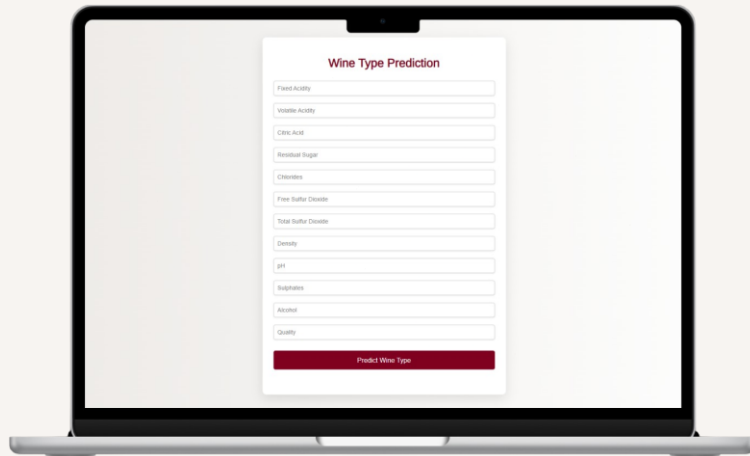 Wine Type Prediction
Fixed Acidity
Volatile Acidity
Citric Acid
Residual Sugar
Chlorides
Free Sulfur Dioxide
Total Sulfur Dioxide
Density
pH
Sulphates
Alcohol
Quality
Predict Wine Type